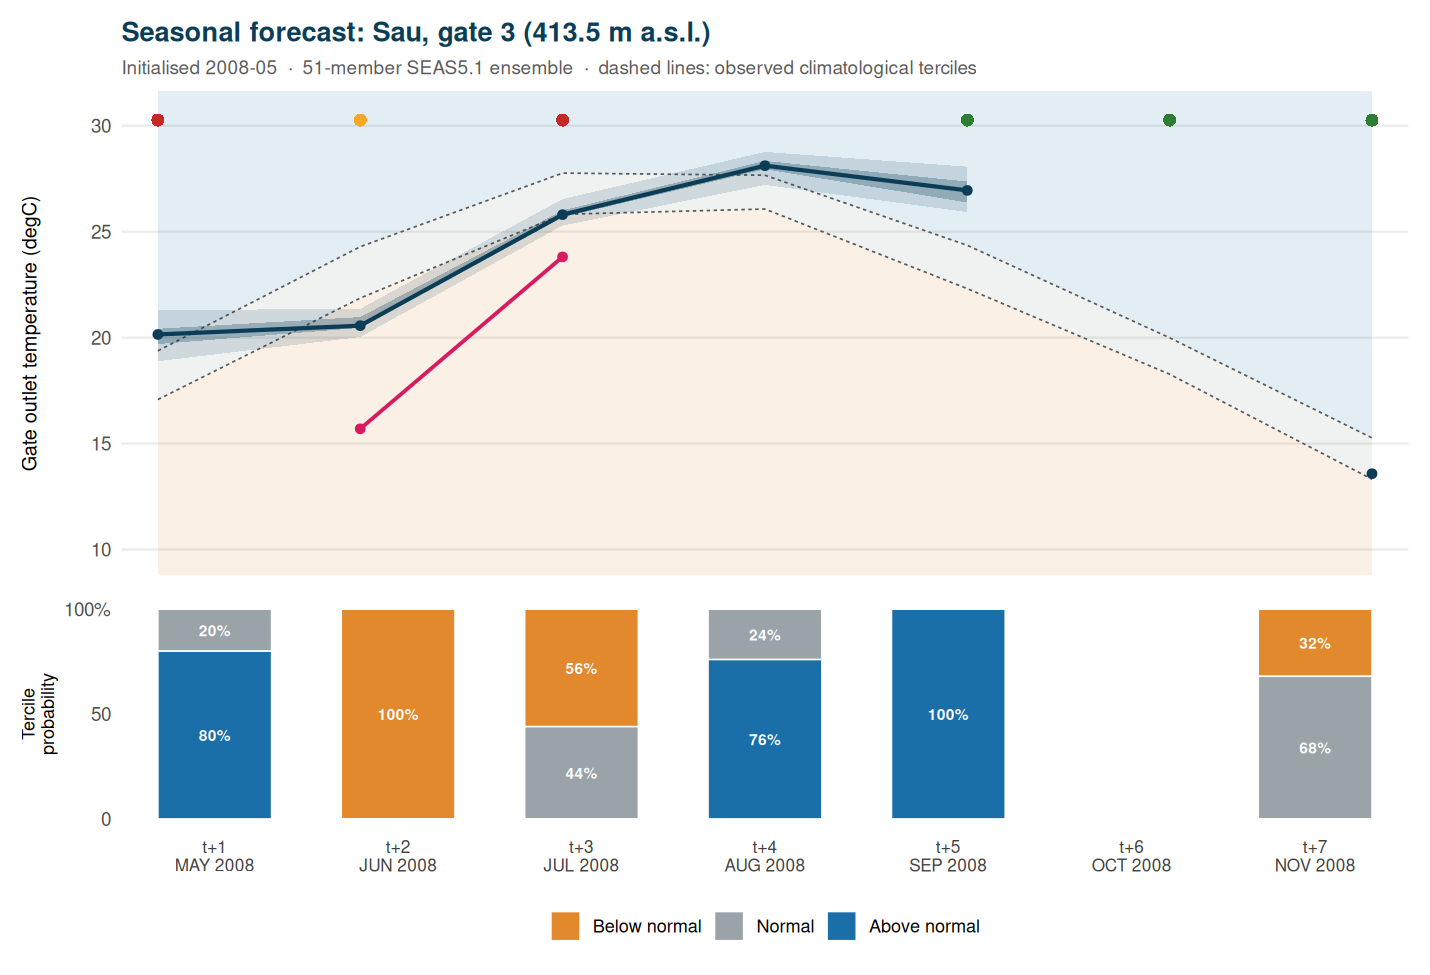 Seasonal forecast: Sau, gate 3 (413.5 m a.s.l.)
Initialised 2008-05 · 51-member SEAS5.1 ensemble · dashed lines: observed climatological terciles
Gate outlet temperature (degC)
30
25
20
15
10
Tercile
probability
100%
50
0
20%
80%
100%
56%
44%
24%
76%
100%
32%
68%
t+1
MAY 2008
t+2
JUN 2008
t+3
JUL 2008
t+4
AUG 2008
t+5
SEP 2008
t+6
OCT 2008
t+7
NOV 2008
Below normal
Normal
Above normal